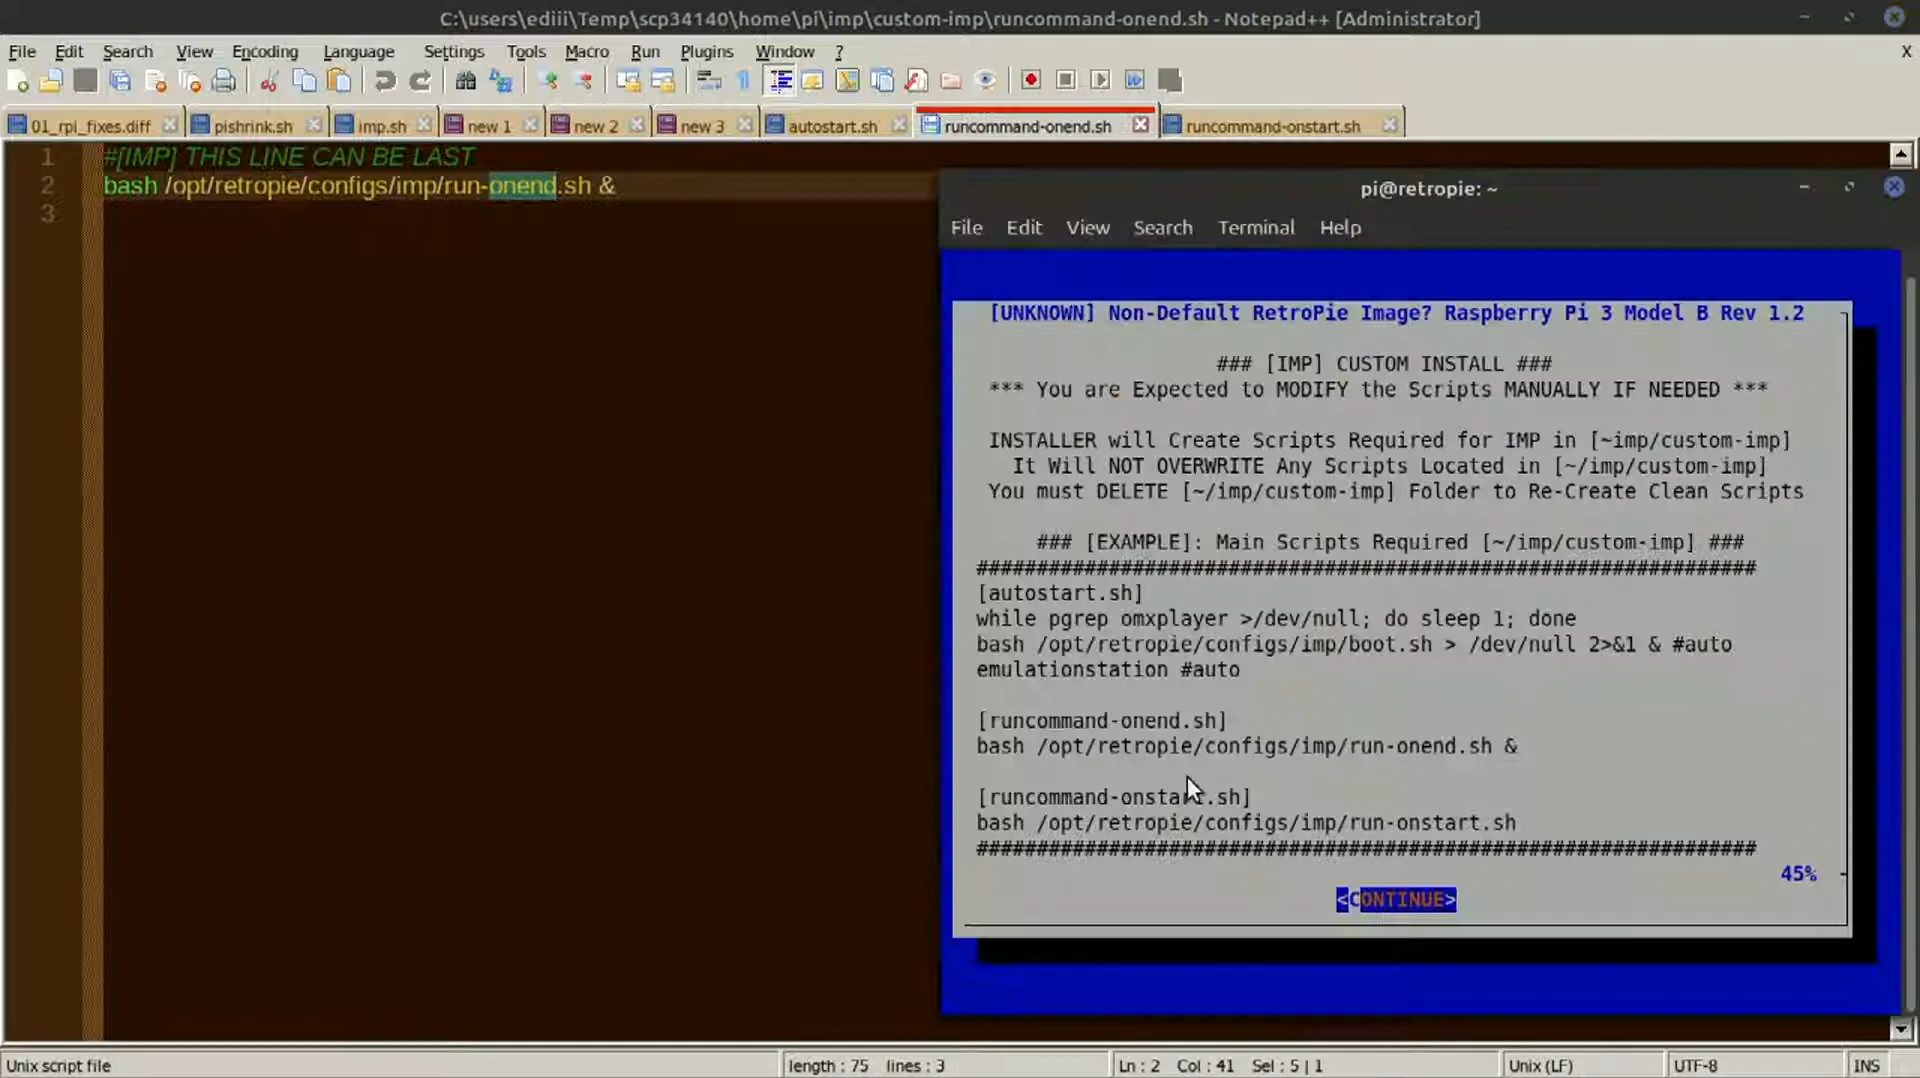 C:\users\ediii\Temp\scp34140\home\pi\imp\custom-imp\runcommand-onend.sh - Notepad++ [Administrator]
File Edit Search View Encoding Language Settings Tools Macro Run Plugins Window ? X
01_rpi_fixes.diff pishrink.sh imp.sh new 1 new 2 new 3 autostart.sh runcommand-onend.sh runcommand-onstart.sh
1 #[IMP] THIS LINE CAN BE LAST
2 bash /opt/retropie/configs/imp/run-onend.sh &
3
pi@retropie: ~
File Edit View Search Terminal Help
[UNKNOWN] Non-Default RetroPie Image? Raspberry Pi 3 Model B Rev 1.2
### [IMP] CUSTOM INSTALL ###
*** You are Expected to MODIFY the Scripts MANUALLY IF NEEDED ***
INSTALLER will Create Scripts Required for IMP in [~imp/custom-imp]
It Will NOT OVERWRITE Any Scripts Located in [~/imp/custom-imp]
You must DELETE [~/imp/custom-imp] Folder to Re-Create Clean Scripts
### [EXAMPLE]: Main Scripts Required [~/imp/custom-imp] ###
#################################################################
[autostart.sh]
while pgrep omxplayer >/dev/null; do sleep 1; done
bash /opt/retropie/configs/imp/boot.sh > /dev/null 2>&1 & #auto
emulationstation #auto
[runcommand-onend.sh]
bash /opt/retropie/configs/imp/run-onend.sh &
[runcommand-onstart.sh]
bash /opt/retropie/configs/imp/run-onstart.sh
#################################################################
45%
<CONTINUE>
Unix script file length : 75 lines : 3 Ln : 2 Col : 41 Sel : 5 | 1 Unix (LF) UTF-8 INS